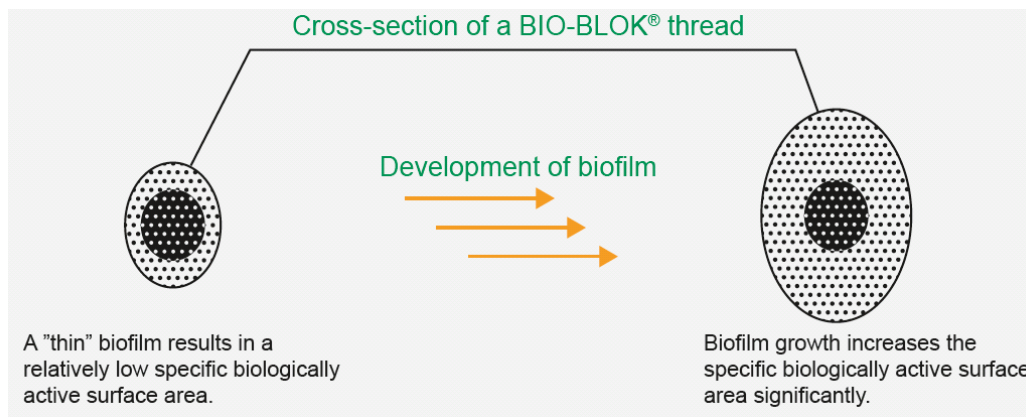 Cross-section of a BIO-BLOK® thread
Development of biofilm
A ”thin” biofilm results in a
relatively low specific biologically
active surface area.
Biofilm growth increases the
specific biologically active surface
area significantly.